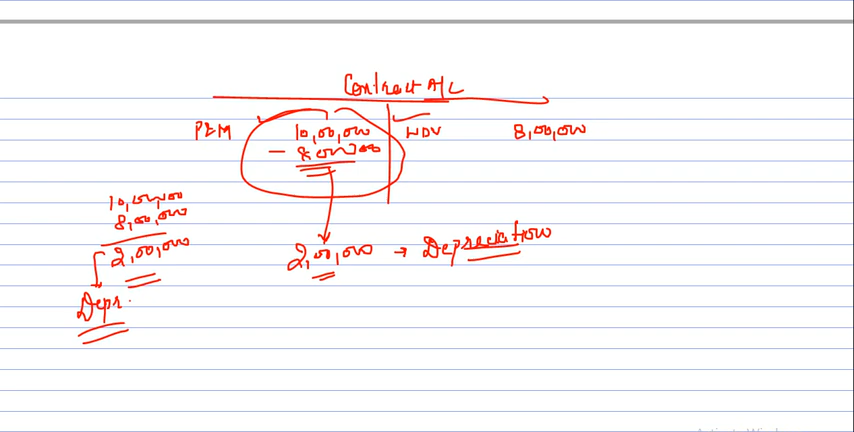 Contract A/C
P&M 10,00,000 WDV 8,00,000
- 8,00,000
10,00,000
8,00,000
2,00,000
2,00,000 → Depreciation
Depr.